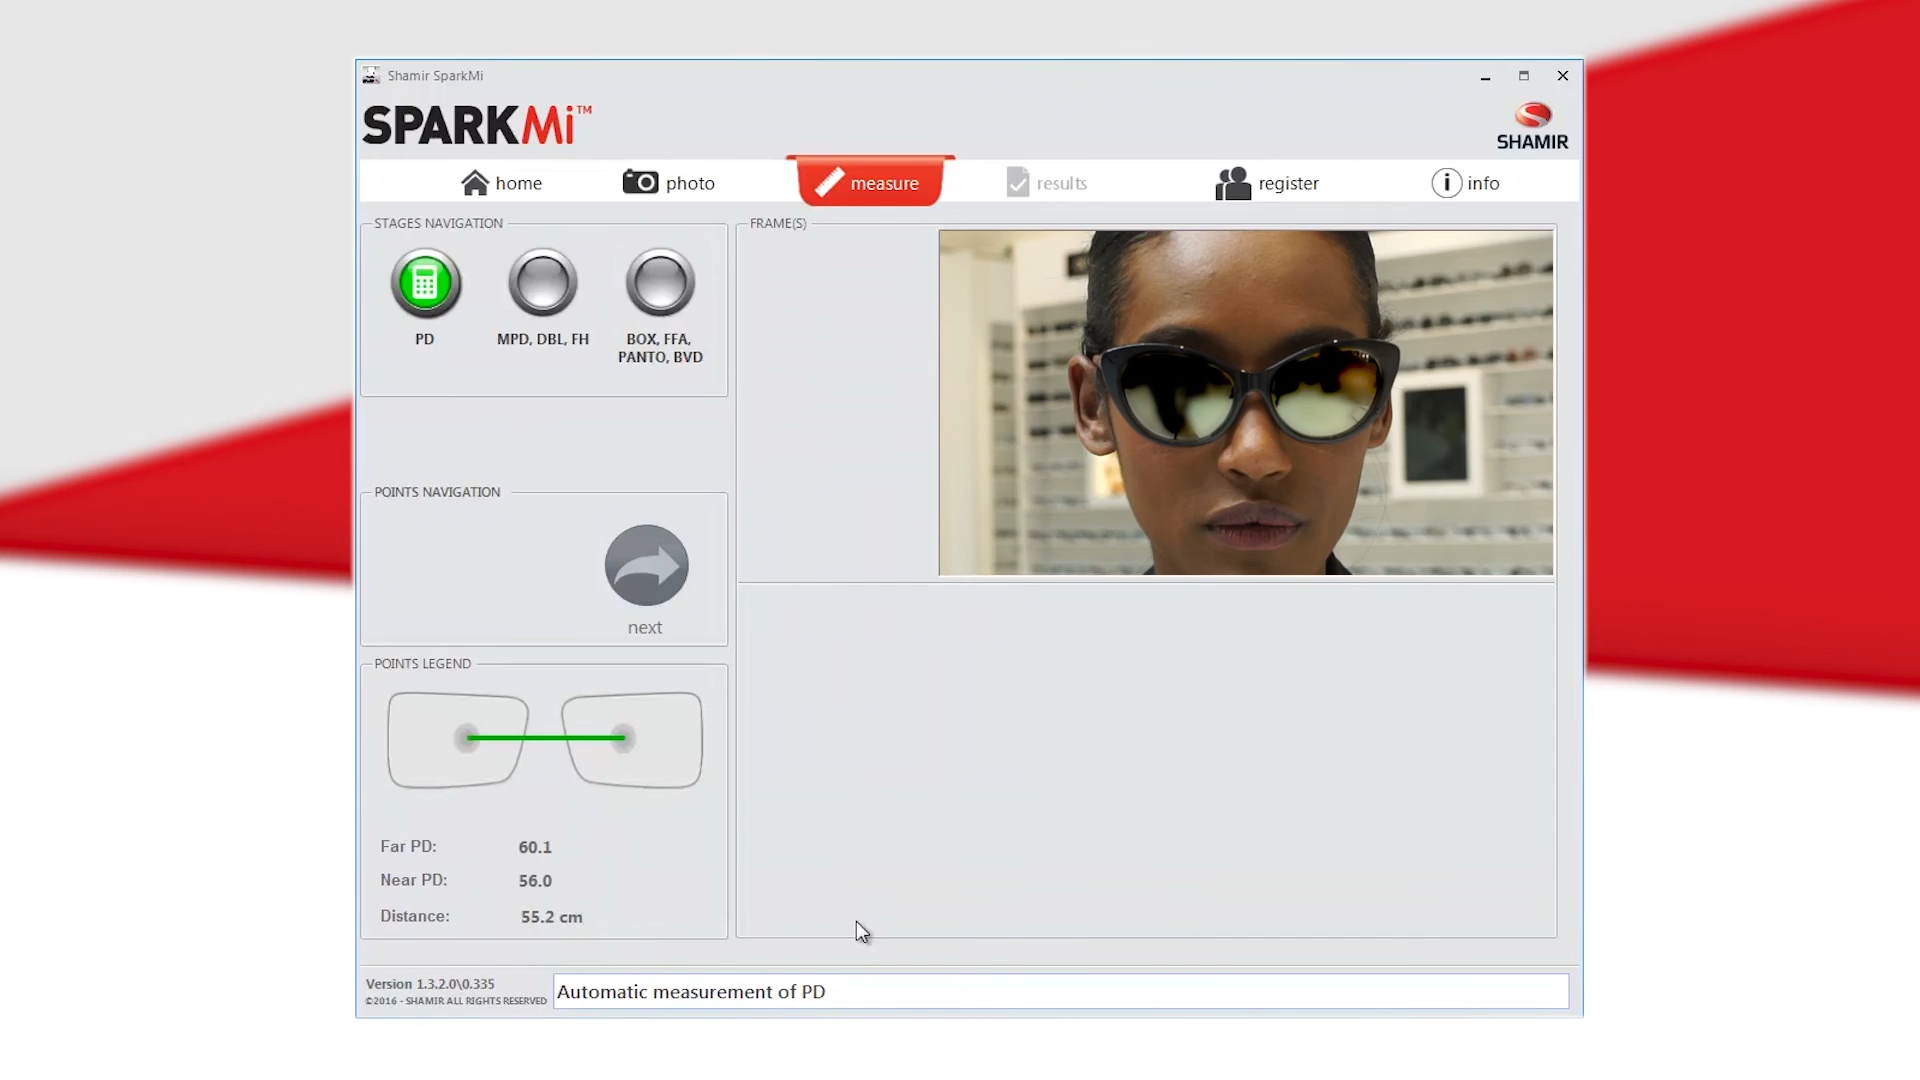 Shamir SparkMi
SPARKMi™
SHAMIR
home
photo
measure
results
register
info
STAGES NAVIGATION
PD
MPD, DBL, FH
BOX, FFA,
PANTO, BVD
POINTS NAVIGATION
next
POINTS LEGEND
Far PD: 60.1
Near PD: 56.0
Distance: 55.2 cm
FRAME(S)
Version 1.3.2.0\0.335
©2016 - SHAMIR ALL RIGHTS RESERVED
Automatic measurement of PD